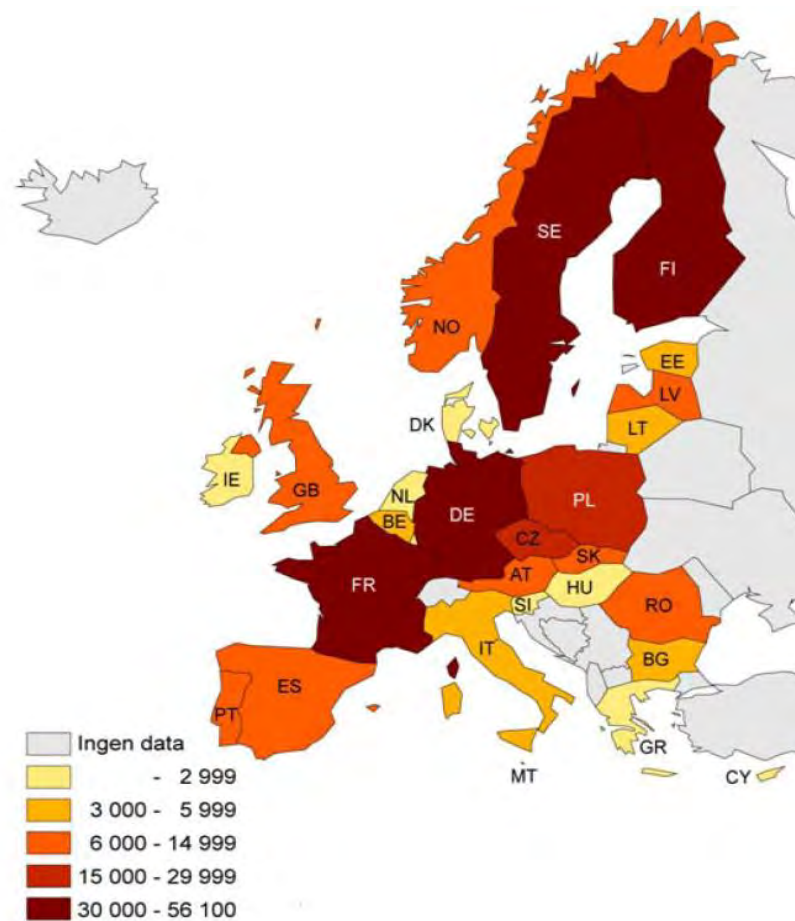 SE
FI
NO
EE
LV
DK
LT
IE
GB
NL
BE
DE
PL
CZ
SK
FR
AT
HU
SI
RO
IT
BG
ES
PT
GR
MT
CY
Ingen data
- 2 999
3 000 - 5 999
6 000 - 14 999
15 000 - 29 999
30 000 - 56 100